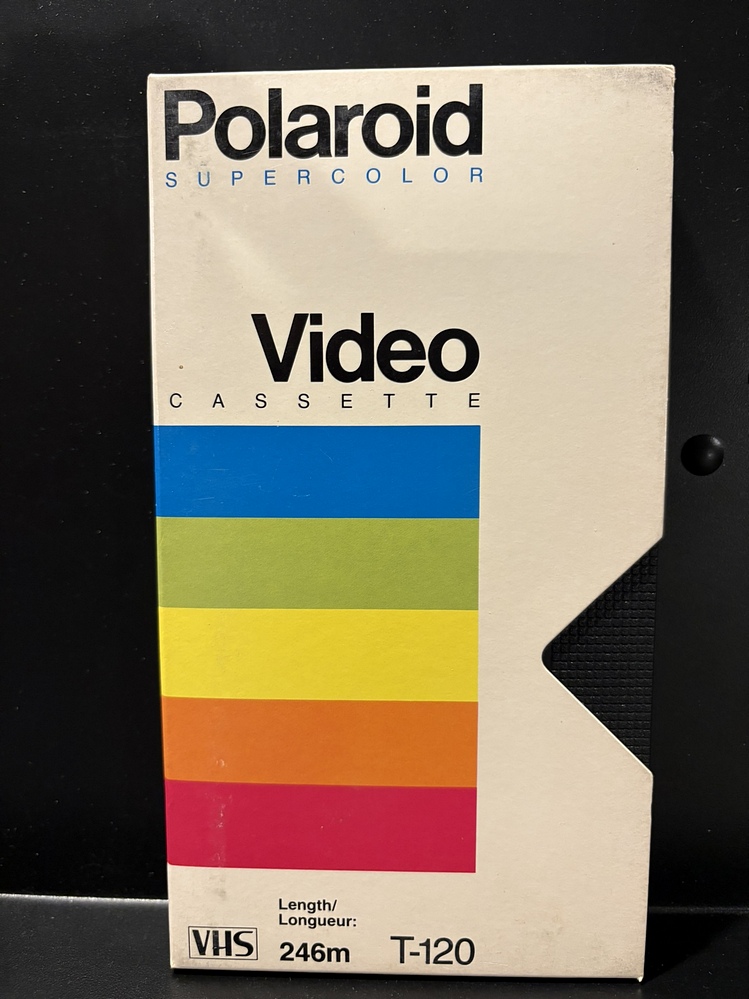 Polaroid
SUPERCOLOR
Video
CASSETTE
Length/
Longueur:
VHS 246m T-120